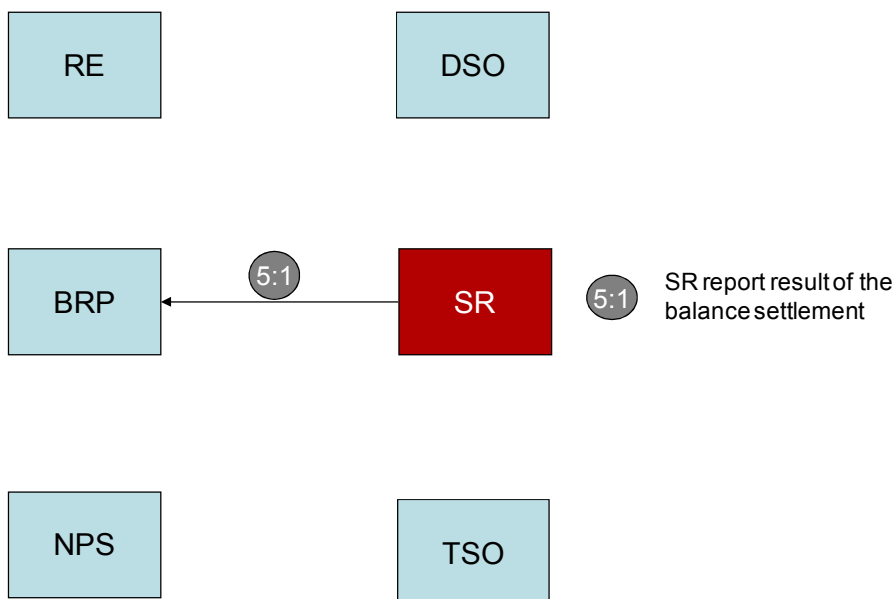 RE
DSO
5:1
BRP
SR
5:1
SR report result of the
balance settlement
NPS
TSO